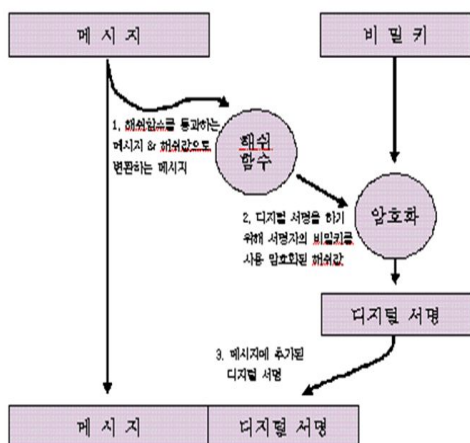 메시지
비밀키
1. 해쉬함스를 통과하는
메시지 & 해쉬값으로
변환하는 메시지
해쉬
함수
2. 디지털 서명을 하기
위해 서명자의 비밀키를
사용 암호화된 해쉬값
암호화
디지털 서명
3. 메시지에 추가된
디지털 서명
메시지
디지털 서명